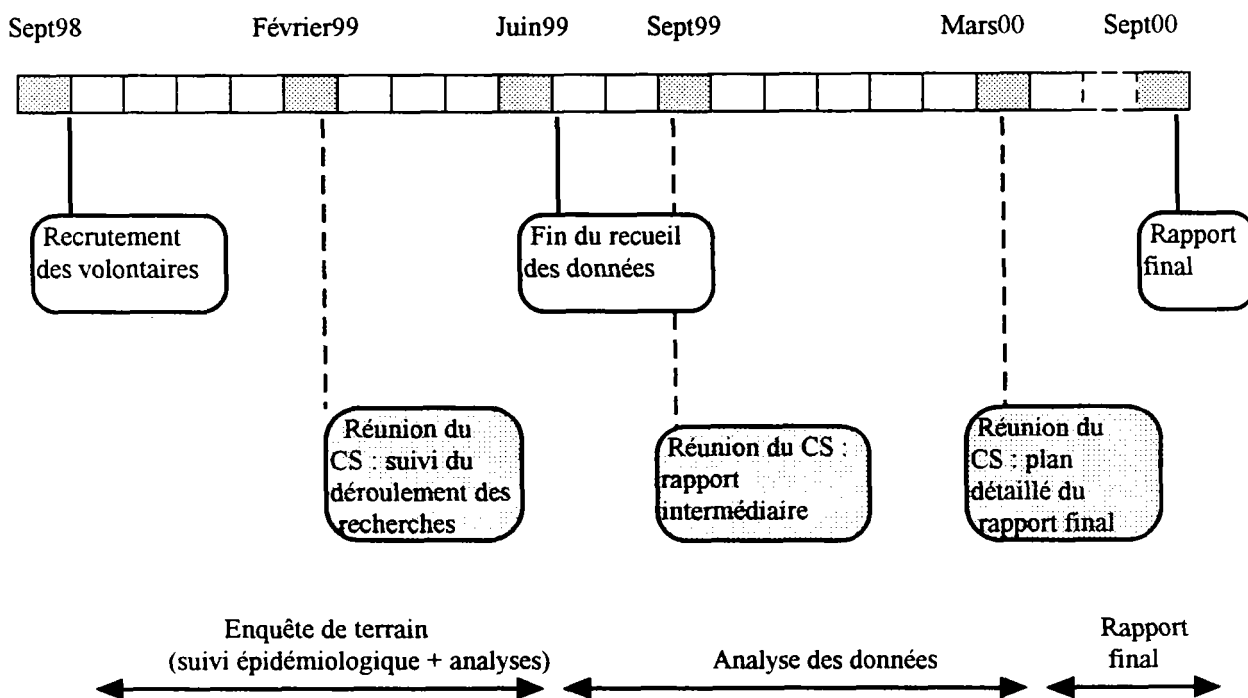 Sept98 Février99 Juin99 Sept99 Mars00 Sept00
Recrutement
des volontaires
Fin du recueil
des données
Rapport
final
Réunion du
CS : suivi du
déroulement des
recherches
Réunion du CS :
rapport
intermédiaire
Réunion du
CS : plan
détaillé du
rapport final
Enquête de terrain
(suivi épidémiologique + analyses)
Analyse des données
Rapport
final